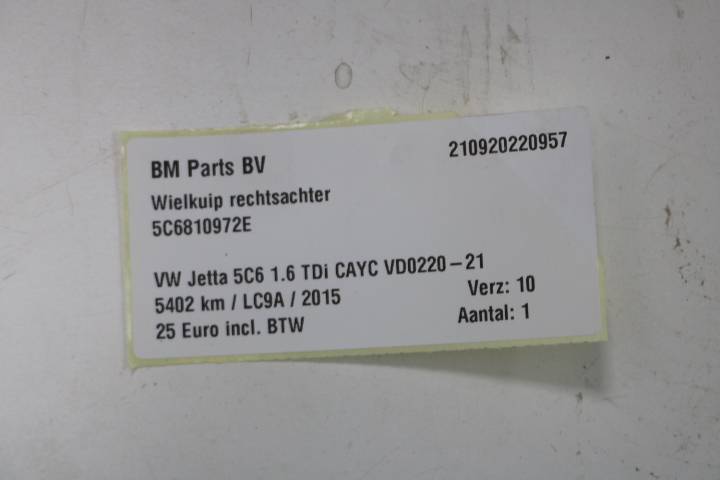 BM Parts BV 210920220957
Wielkuip rechtsachter
5C6810972E
VW Jetta 5C6 1.6 TDi CAYC VD0220-21
5402 km / LC9A / 2015 Verz: 10
25 Euro incl. BTW Aantal: 1